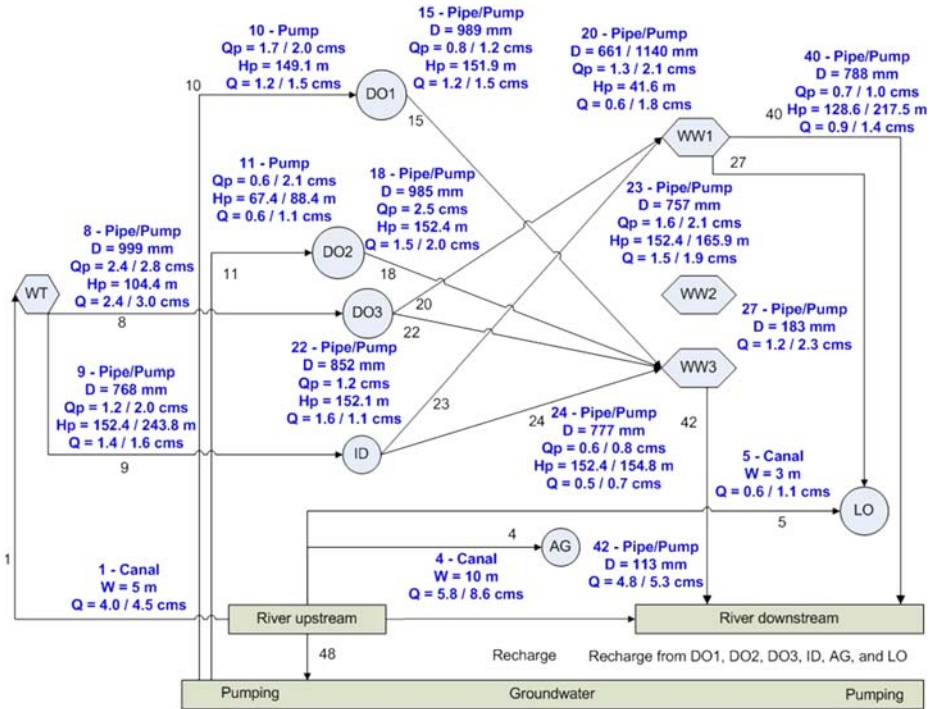 10 - Pump
Qp = 1.7 / 2.0 cms
Hp = 149.1 m
Q = 1.2 / 1.5 cms
15 - Pipe/Pump
D = 989 mm
Qp = 0.8 / 1.2 cms
Hp = 151.9 m
Q = 1.2 / 1.5 cms
20 - Pipe/Pump
D = 661 / 1140 mm
Qp = 1.3 / 2.1 cms
Hp = 41.6 m
Q = 0.6 / 1.8 cms
40 - Pipe/Pump
D = 788 mm
Qp = 0.7 / 1.0 cms
Hp = 128.6 / 217.5 m
Q = 0.9 / 1.4 cms
10
DO1
15
WW1
40
27
11 - Pump
Qp = 0.6 / 2.1 cms
Hp = 67.4 / 88.4 m
Q = 0.6 / 1.1 cms
18 - Pipe/Pump
D = 985 mm
Qp = 2.5 cms
Hp = 152.4 m
Q = 1.5 / 2.0 cms
23 - Pipe/Pump
D = 757 mm
Qp = 1.6 / 2.1 cms
Hp = 152.4 / 165.9 m
Q = 1.5 / 1.9 cms
8 - Pipe/Pump
D = 999 mm
Qp = 2.4 / 2.8 cms
Hp = 104.4 m
Q = 2.4 / 3.0 cms
11
DO2
18
WT
8
DO3
20
22
WW2
27 - Pipe/Pump
D = 183 mm
Q = 1.2 / 2.3 cms
9 - Pipe/Pump
D = 768 mm
Qp = 1.2 / 2.0 cms
Hp = 152.4 / 243.8 m
Q = 1.4 / 1.6 cms
22 - Pipe/Pump
D = 852 mm
Qp = 1.2 cms
Hp = 152.1 m
Q = 1.6 / 1.1 cms
WW3
23
24
42
9
ID
24 - Pipe/Pump
D = 777 mm
Qp = 0.6 / 0.8 cms
Hp = 152.4 / 154.8 m
Q = 0.5 / 0.7 cms
5 - Canal
W = 3 m
Q = 0.6 / 1.1 cms
5
LO
1
4
AG
1 - Canal
W = 5 m
Q = 4.0 / 4.5 cms
4 - Canal
W = 10 m
Q = 5.8 / 8.6 cms
42 - Pipe/Pump
D = 113 mm
Q = 4.8 / 5.3 cms
River upstream
River downstream
48
Recharge
Recharge from DO1, DO2, DO3, ID, AG, and LO
Pumping
Groundwater
Pumping